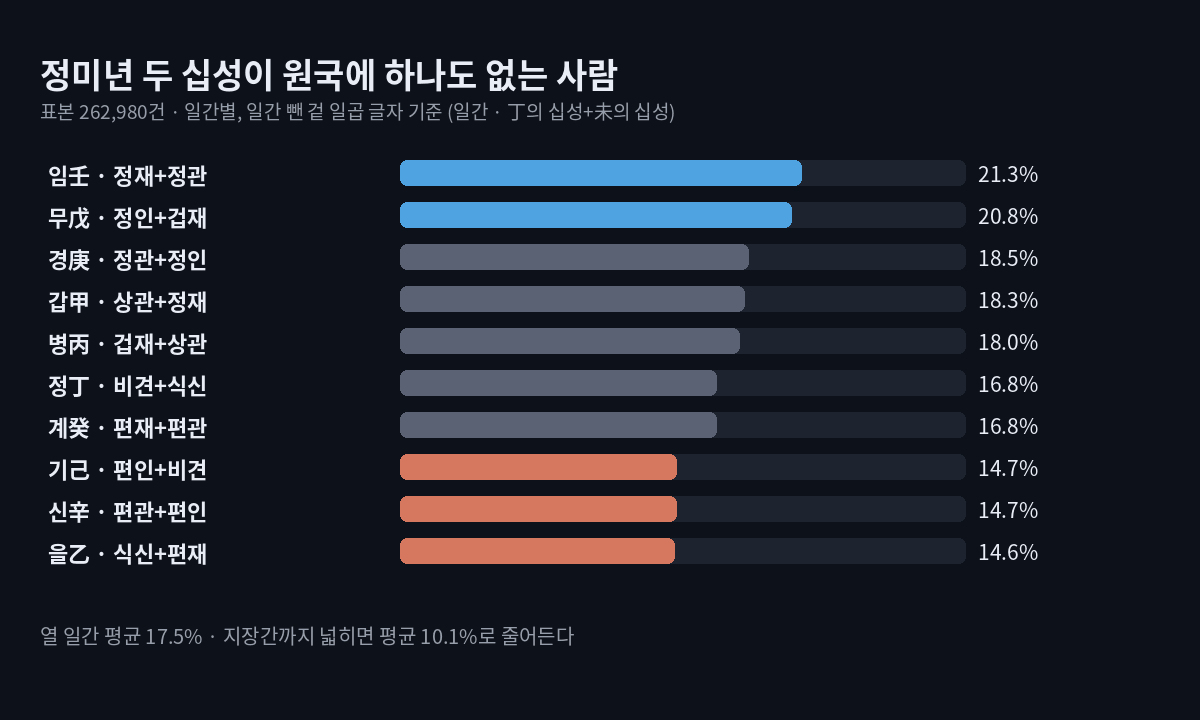 정미년 두 십성이 원국에 하나도 없는 사람
표본 262,980건 · 일간별, 일간 뺀 겉 일곱 글자 기준 (일간 · 丁의 십성+未의 십성)
임壬 · 정재+정관 21.3%
무戊 · 정인+겁재 20.8%
경庚 · 정관+정인 18.5%
갑甲 · 상관+정재 18.3%
병丙 · 겁재+상관 18.0%
정丁 · 비견+식신 16.8%
계癸 · 편재+편관 16.8%
기己 · 편인+비견 14.7%
신辛 · 편관+편인 14.7%
을乙 · 식신+편재 14.6%
열 일간 평균 17.5% · 지장간까지 넓히면 평균 10.1%로 줄어든다